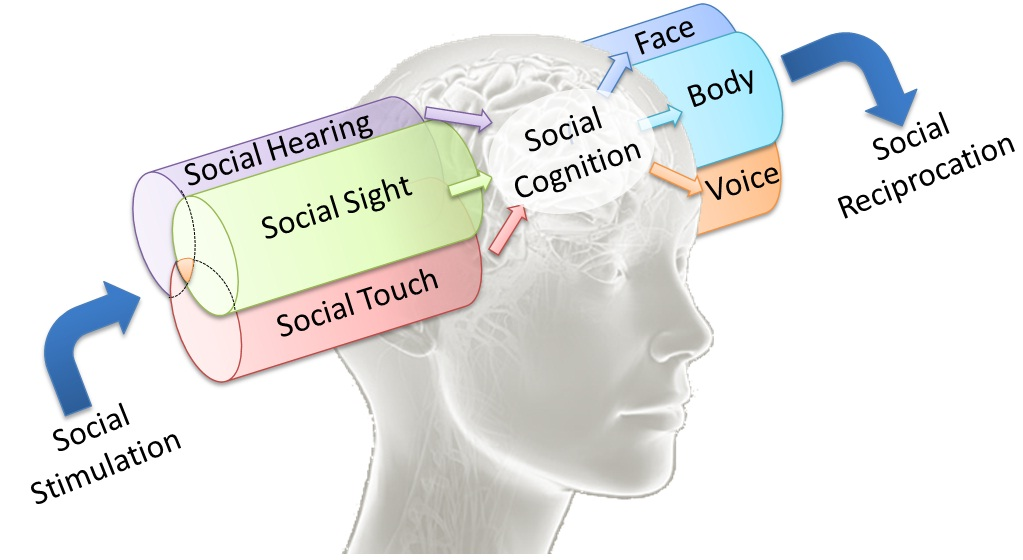 Social Hearing
Social Sight
Social Touch
Social
Stimulation
Social
Cognition
Face
Body
Voice
Social
Reciprocation